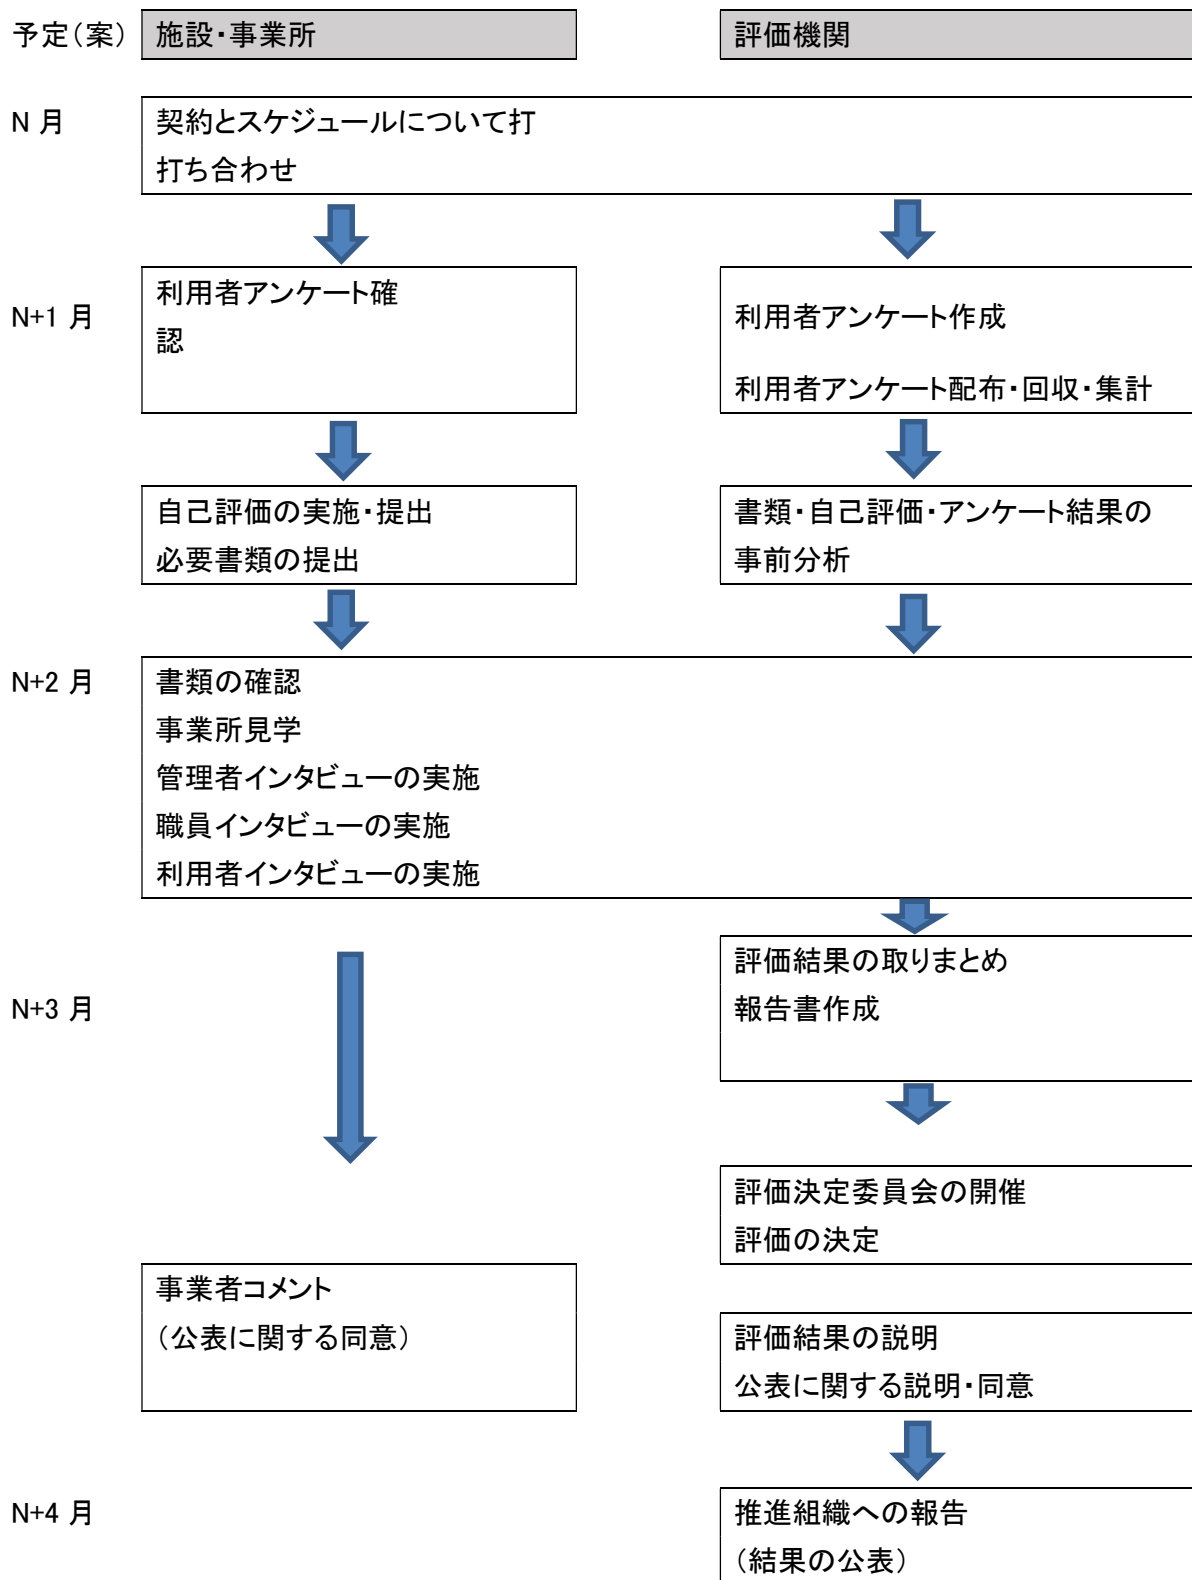 予定（案）
施設・事業所
評価機関
N 月
契約とスケジュールについて打
打ち合わせ
N+1 月
利用者アンケート確
認
利用者アンケート作成
利用者アンケート配布・回収・集計
自己評価の実施・提出
必要書類の提出
書類・自己評価・アンケート結果の
事前分析
N+2 月
書類の確認
事業所見学
管理者インタビューの実施
職員インタビューの実施
利用者インタビューの実施
N+3 月
評価結果の取りまとめ
報告書作成
評価決定委員会の開催
評価の決定
事業者コメント
（公表に関する同意）
評価結果の説明
公表に関する説明・同意
N+4 月
推進組織への報告
（結果の公表）